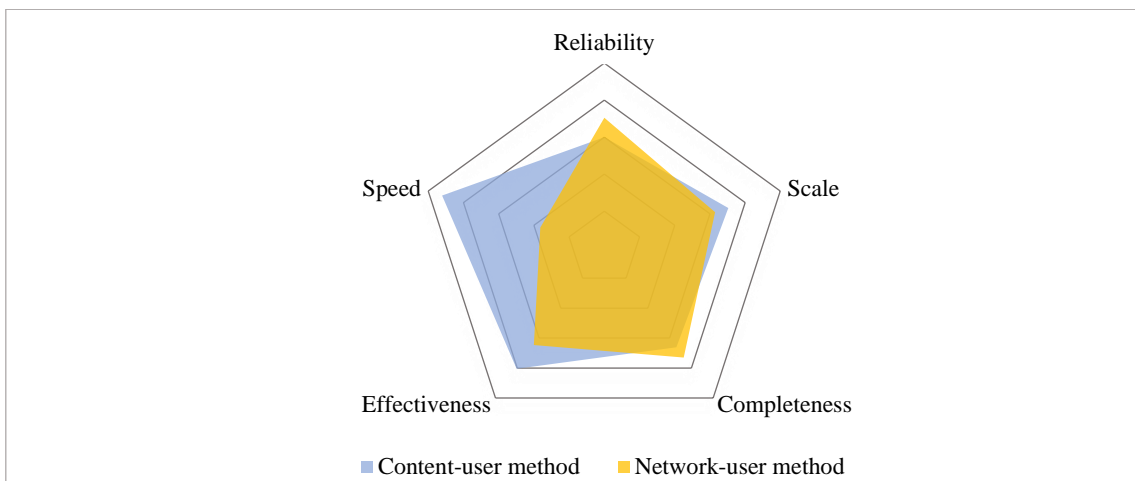 Reliability
Speed
Scale
Effectiveness
Completeness
Content-user method
Network-user method